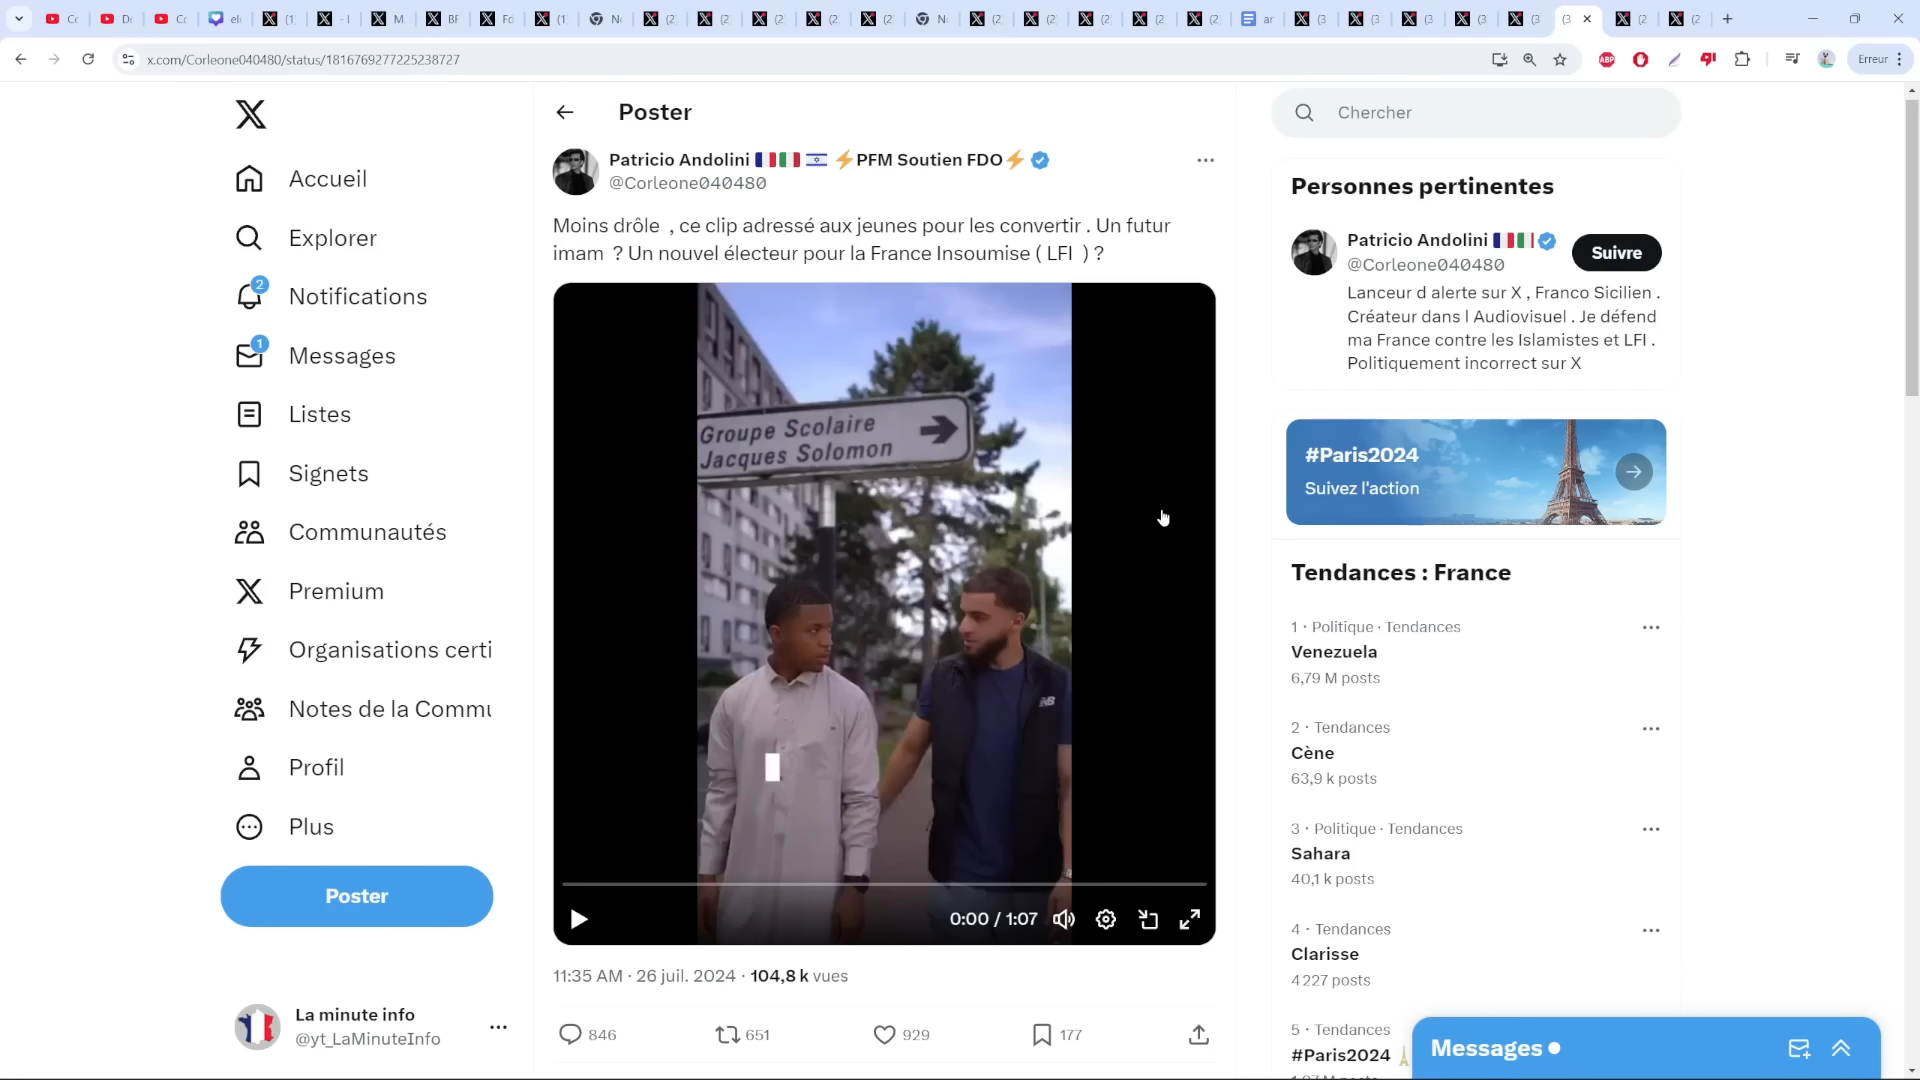 x.com/Corleone040480/status/1816769277225238727
Erreur
Accueil
Explorer
2
Notifications
1
Messages
Listes
Signets
Communautés
Premium
Organisations certi
Notes de la Commu
Profil
Plus
Poster
La minute info
@yt_LaMinuteInfo
Poster
Patricio Andolini 🇫🇷🇮🇹 🇮🇱 ⚡PFM Soutien FDO⚡
@Corleone040480
Moins drôle , ce clip adressé aux jeunes pour les convertir . Un futur
imam ? Un nouvel électeur pour la France Insoumise ( LFI ) ?
Groupe Scolaire
Jacques Solomon
NB
0:00 / 1:07
11:35 AM · 26 juil. 2024 · 104,8 k vues
846
651
929
177
Chercher
Personnes pertinentes
Patricio Andolini
@Corleone040480
Suivre
Lanceur d alerte sur X , Franco Sicilien .
Créateur dans l Audiovisuel . Je défend
ma France contre les Islamistes et LFI .
Politiquement incorrect sur X
#Paris2024
Suivez l'action
Tendances : France
1 · Politique · Tendances
Venezuela
6,79 M posts
2 · Tendances
Cène
63,9 k posts
3 · Politique · Tendances
Sahara
40,1 k posts
4 · Tendances
Clarisse
4 227 posts
5 · Tendances
#Paris2024
Messages